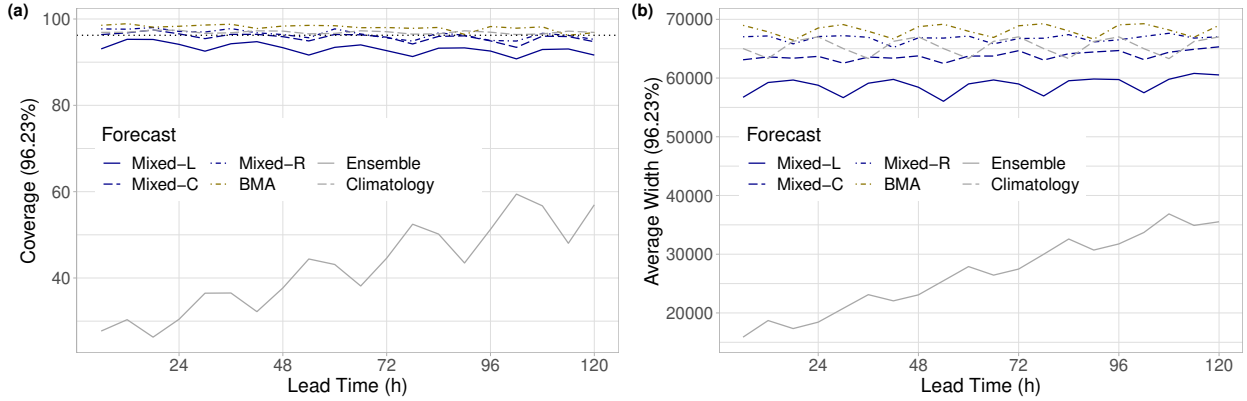 (a)
100
80
60
40
Coverage (96.23%)
Forecast
Mixed−L
Mixed−R
Ensemble
Mixed−C
BMA
Climatology
24
48
72
96
120
Lead Time (h)
(b)
70000
60000
50000
40000
30000
20000
Average Width (96.23%)
Forecast
Mixed−L
Mixed−R
Ensemble
Mixed−C
BMA
Climatology
24
48
72
96
120
Lead Time (h)